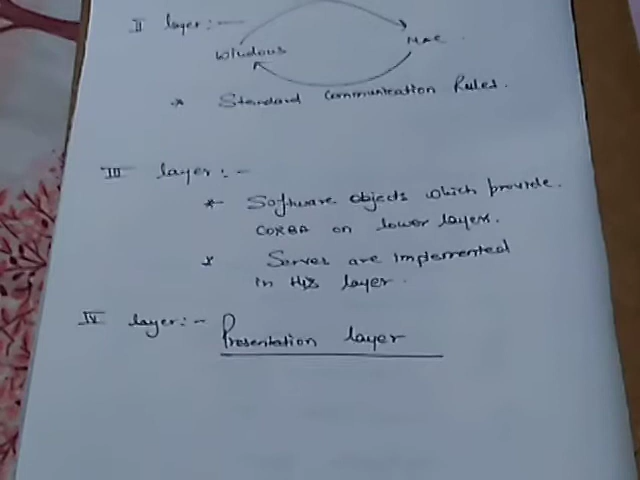 II layer :-
Windows
MAC.
* Standard Communication Rules.
III layer :-
* Software objects which provide.
CORBA on lower layer.
* Server are implemented
in this layer.
IV layer :- Presentation layer